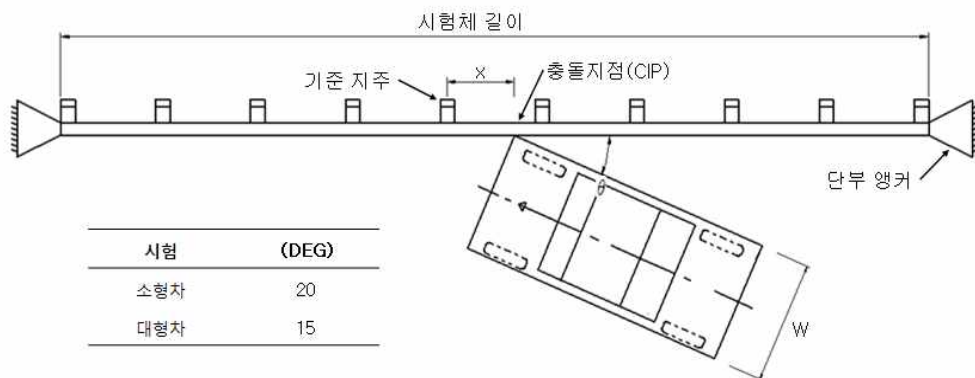 시험체 길이
기준 지주
X
충돌지점(CIP)
단부 앵커
θ
시험 (DEG)
소형차 20
대형차 15
W